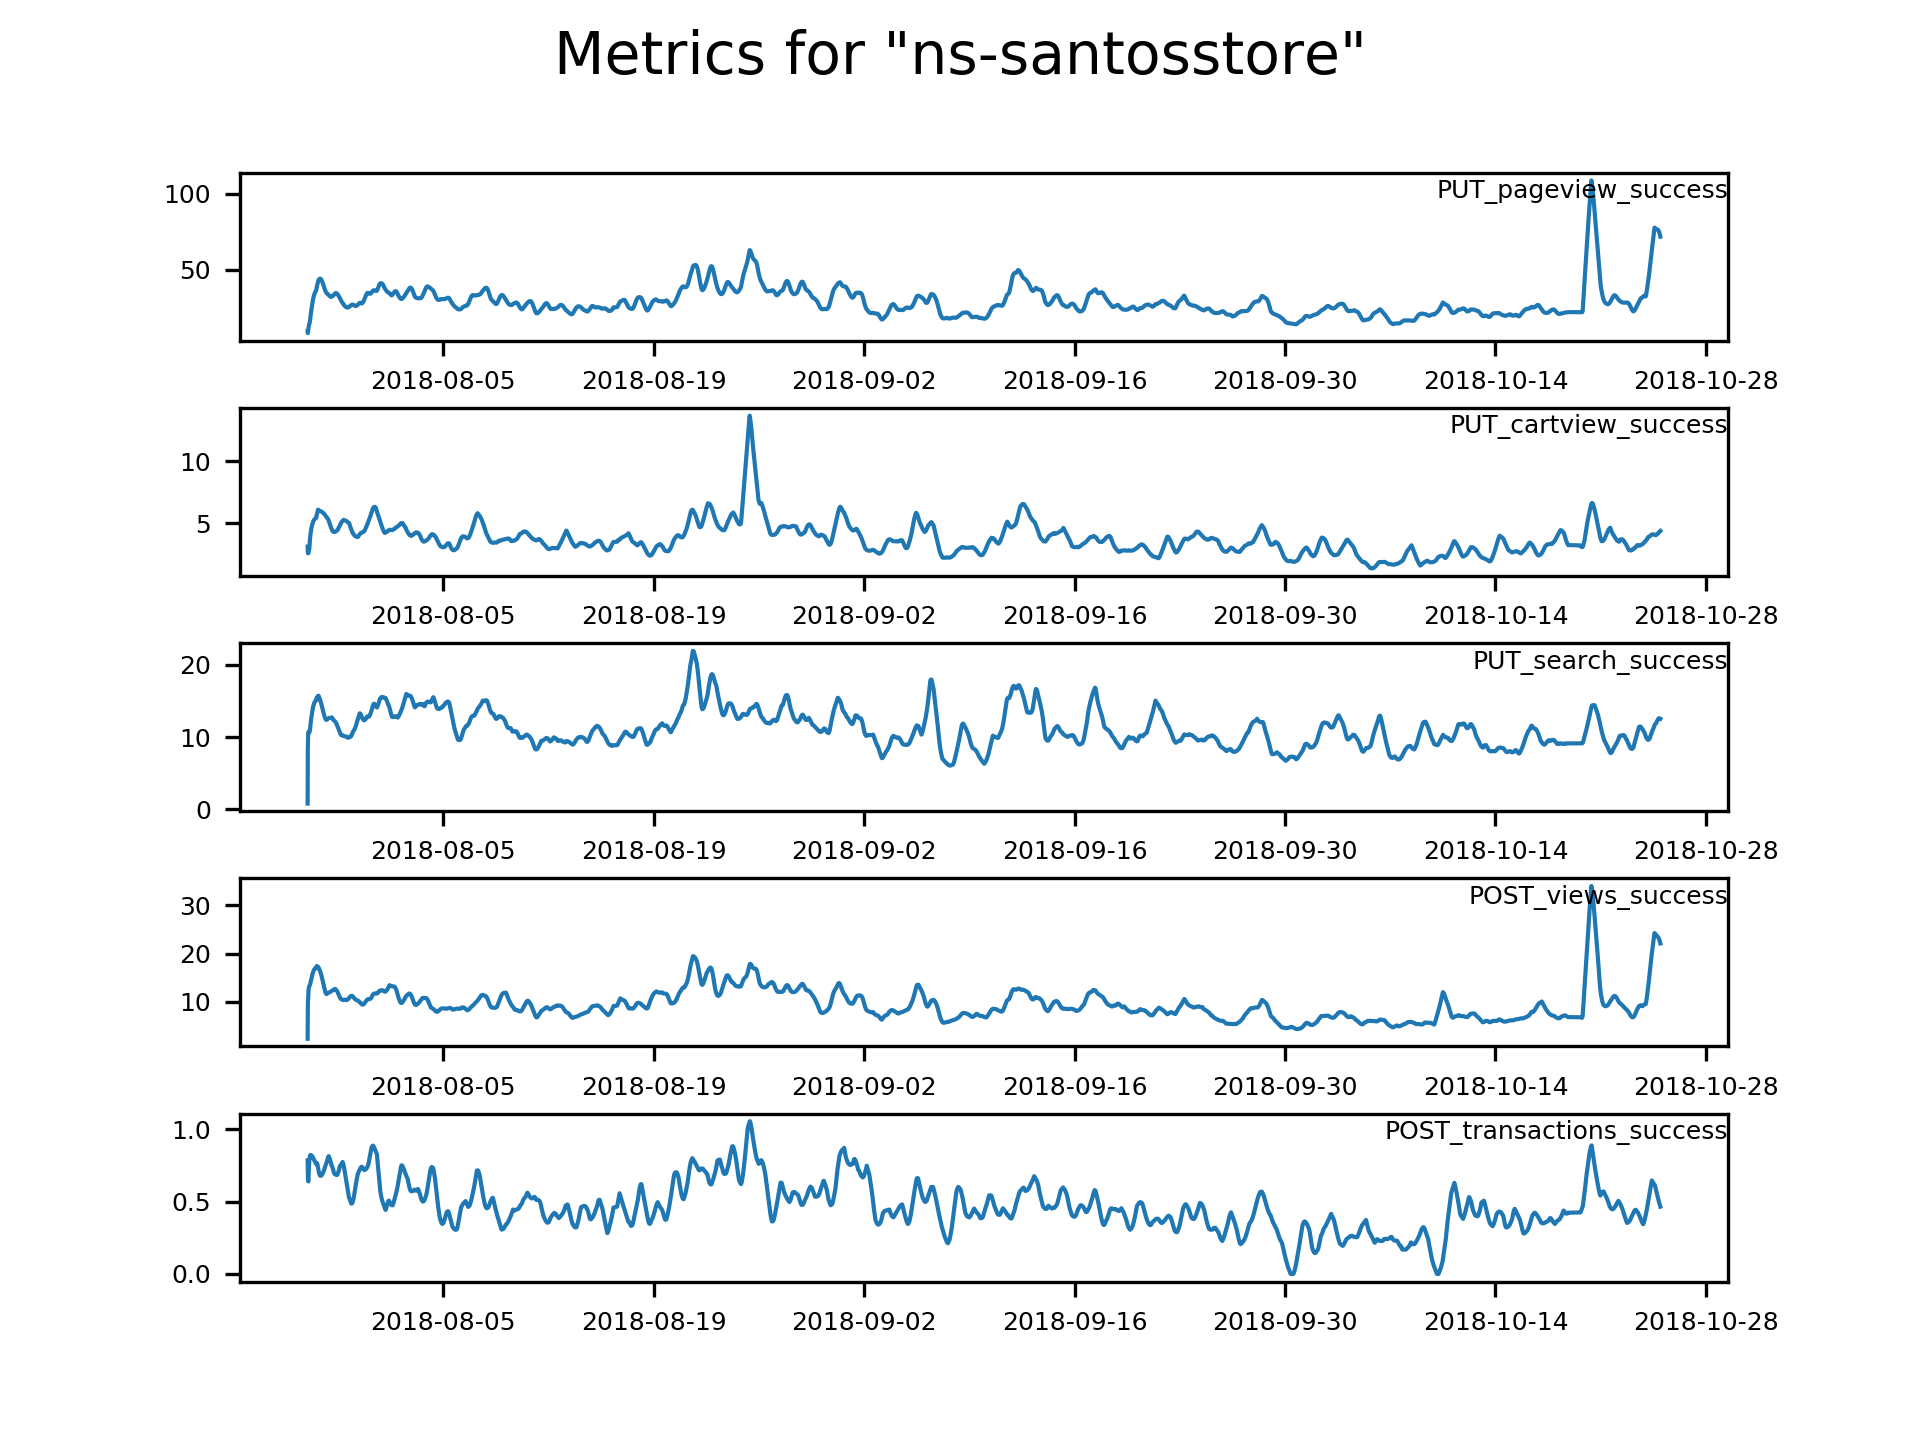 Metrics for "ns-santosstore"
PUT_pageview_success
100
50
2018-08-05 2018-08-19 2018-09-02 2018-09-16 2018-09-30 2018-10-14 2018-10-28
PUT_cartview_success
10
5
2018-08-05 2018-08-19 2018-09-02 2018-09-16 2018-09-30 2018-10-14 2018-10-28
PUT_search_success
20
10
0
2018-08-05 2018-08-19 2018-09-02 2018-09-16 2018-09-30 2018-10-14 2018-10-28
POST_views_success
30
20
10
2018-08-05 2018-08-19 2018-09-02 2018-09-16 2018-09-30 2018-10-14 2018-10-28
POST_transactions_success
1.0
0.5
0.0
2018-08-05 2018-08-19 2018-09-02 2018-09-16 2018-09-30 2018-10-14 2018-10-28